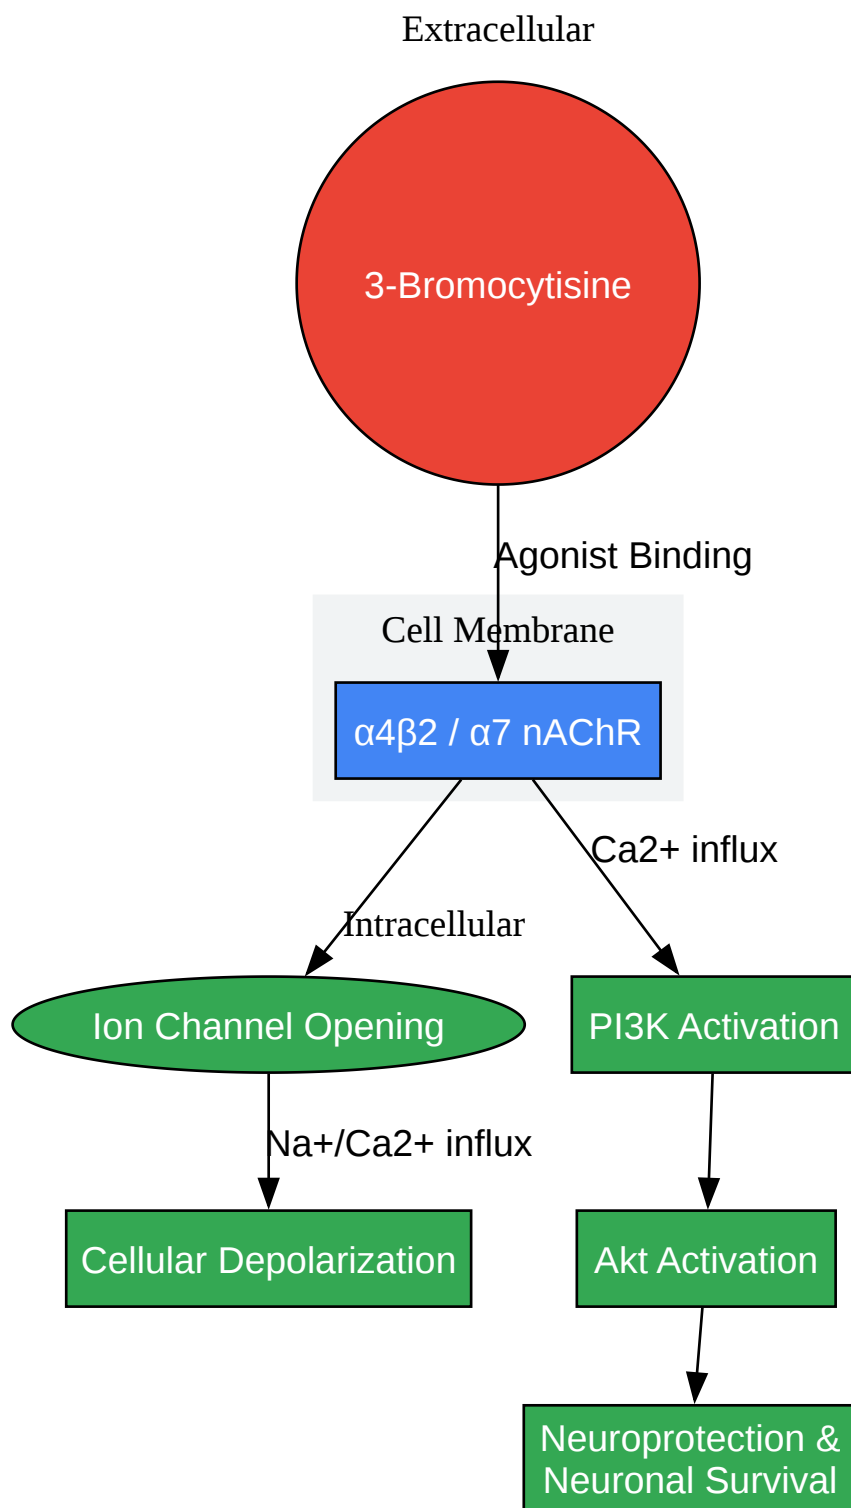 Extracellular
3-Bromocytisine
Agonist Binding
Cell Membrane
α4β2 / α7 nAChR
Ca2+ influx
Intracellular
Ion Channel Opening
PI3K Activation
Na+/Ca2+ influx
Cellular Depolarization
Akt Activation
Neuroprotection &
Neuronal Survival